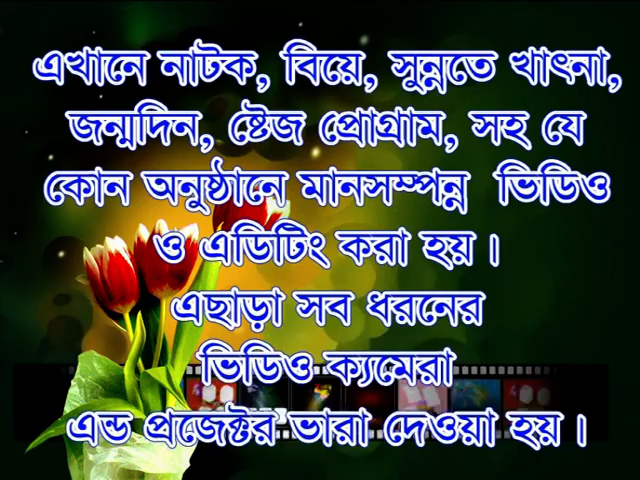 এখানে নাটক, বিয়ে, সুন্নতে খাৎনা,
জন্মদিন, ষ্টেজ প্রোগ্রাম, সহ যে
কোন অনুষ্ঠানে মানসম্পন্ন ভিডিও
ও এডিটিং করা হয়।
এছাড়া সব ধরনের
ভিডিও ক্যমেরা
এন্ড প্রজেক্টর ভারা দেওয়া হয়।